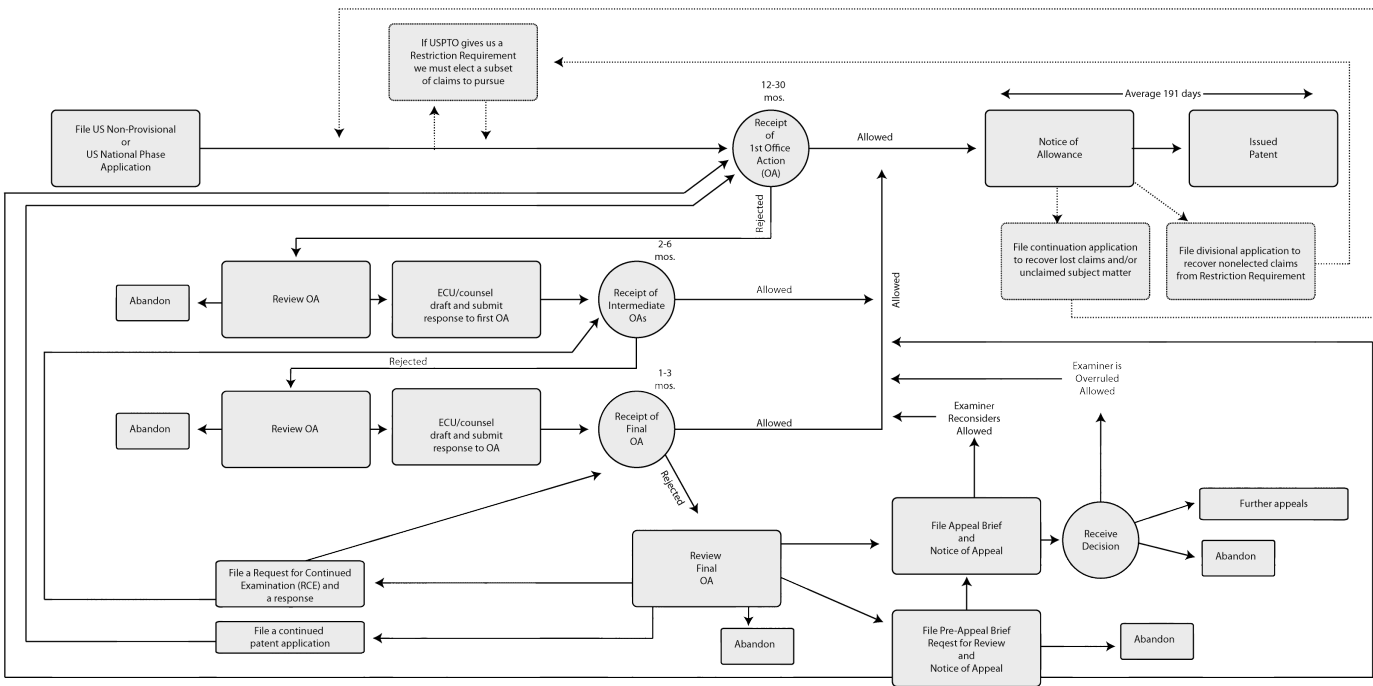 If USPTO gives us a
Restriction Requirement
we must elect a subset
of claims to pursue
12-30
mos.
Average 191 days
File US Non-Provisional
or
US National Phase
Application
Receipt
of
1st Office
Action
(OA)
Allowed
Notice of
Allowance
Issued
Patent
Rejected
File continuation application
to recover lost claims and/or
unclaimed subject matter
File divisional application to
recover nonelected claims
from Restriction Requirement
2-6
mos.
Abandon
Review OA
ECU/counsel
draft and submit
response to first OA
Receipt of
Intermediate
OAs
Allowed
Allowed
Rejected
1-3
mos.
Examiner is
Overruled
Allowed
Abandon
Review OA
ECU/counsel
draft and submit
response to OA
Receipt of
Final
OA
Allowed
Examiner
Reconsiders
Allowed
Rejected
Review
Final
OA
File Appeal Brief
and
Notice of Appeal
Receive
Decision
Further appeals
Abandon
File a Request for Continued
Examination (RCE) and
a response
File a continued
patent application
Abandon
File Pre-Appeal Brief
Reqest for Review
and
Notice of Appeal
Abandon